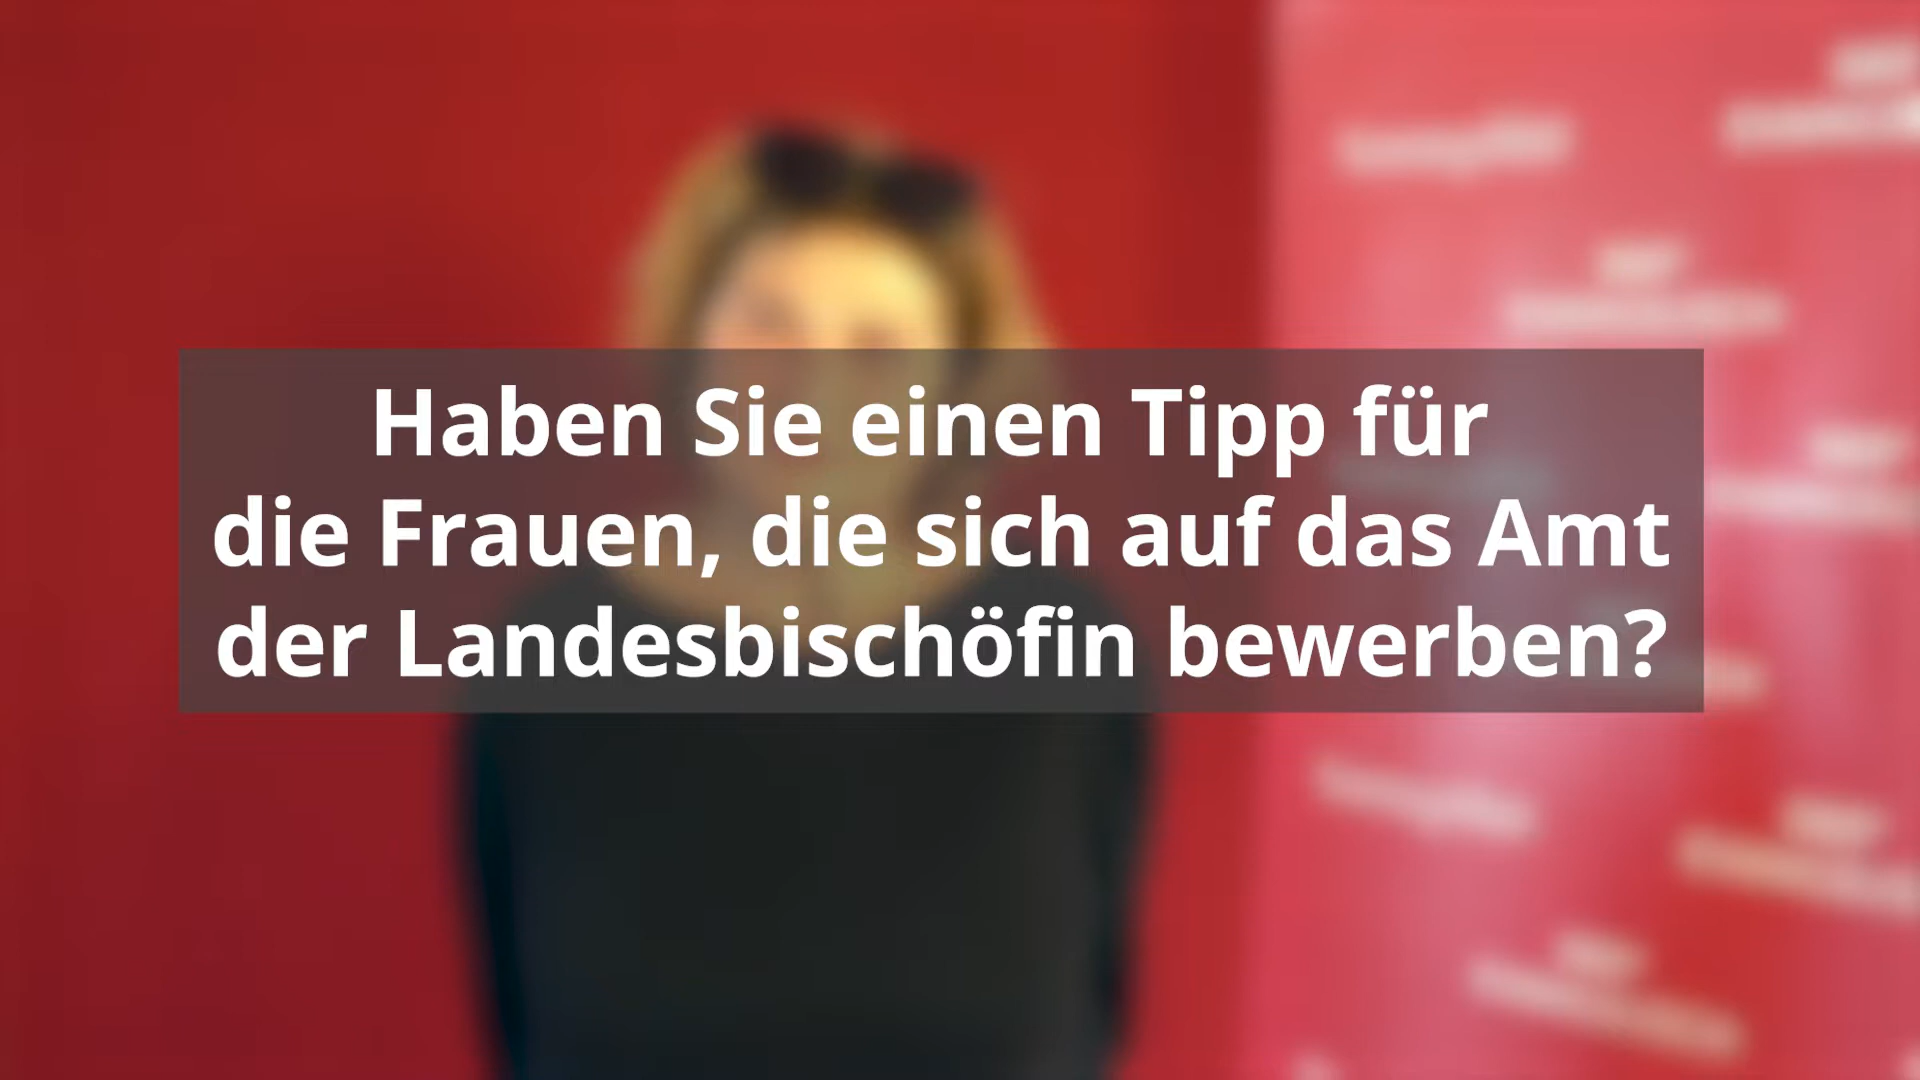 Haben Sie einen Tipp für
die Frauen, die sich auf das Amt
der Landesbischöfin bewerben?